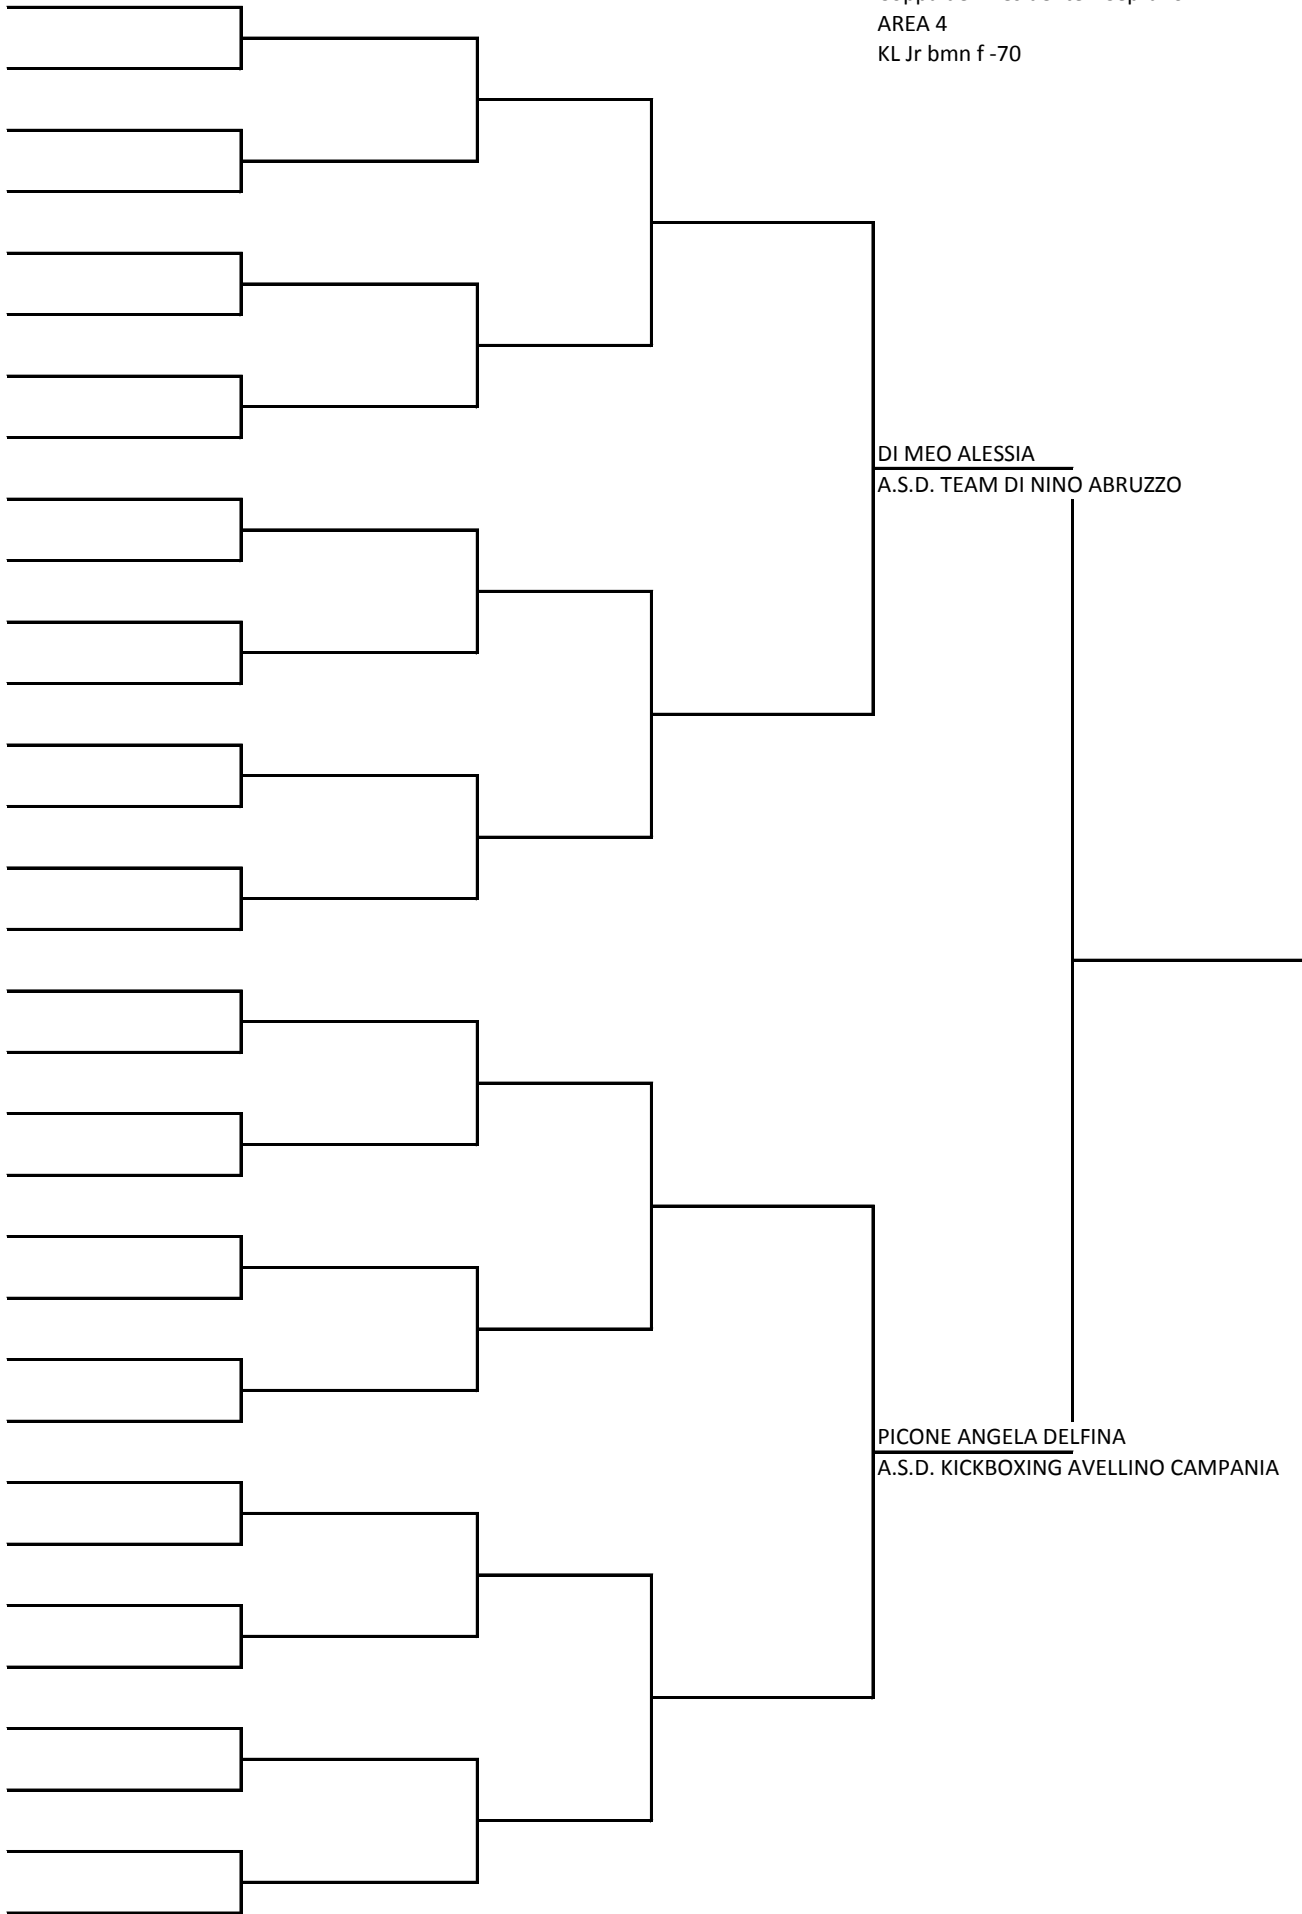 AREA 4
KL Jr bmn f -70
DI MEO ALESSIA
A.S.D. TEAM DI NINO ABRUZZO
PICONE ANGELA DELFINA
A.S.D. KICKBOXING AVELLINO CAMPANIA